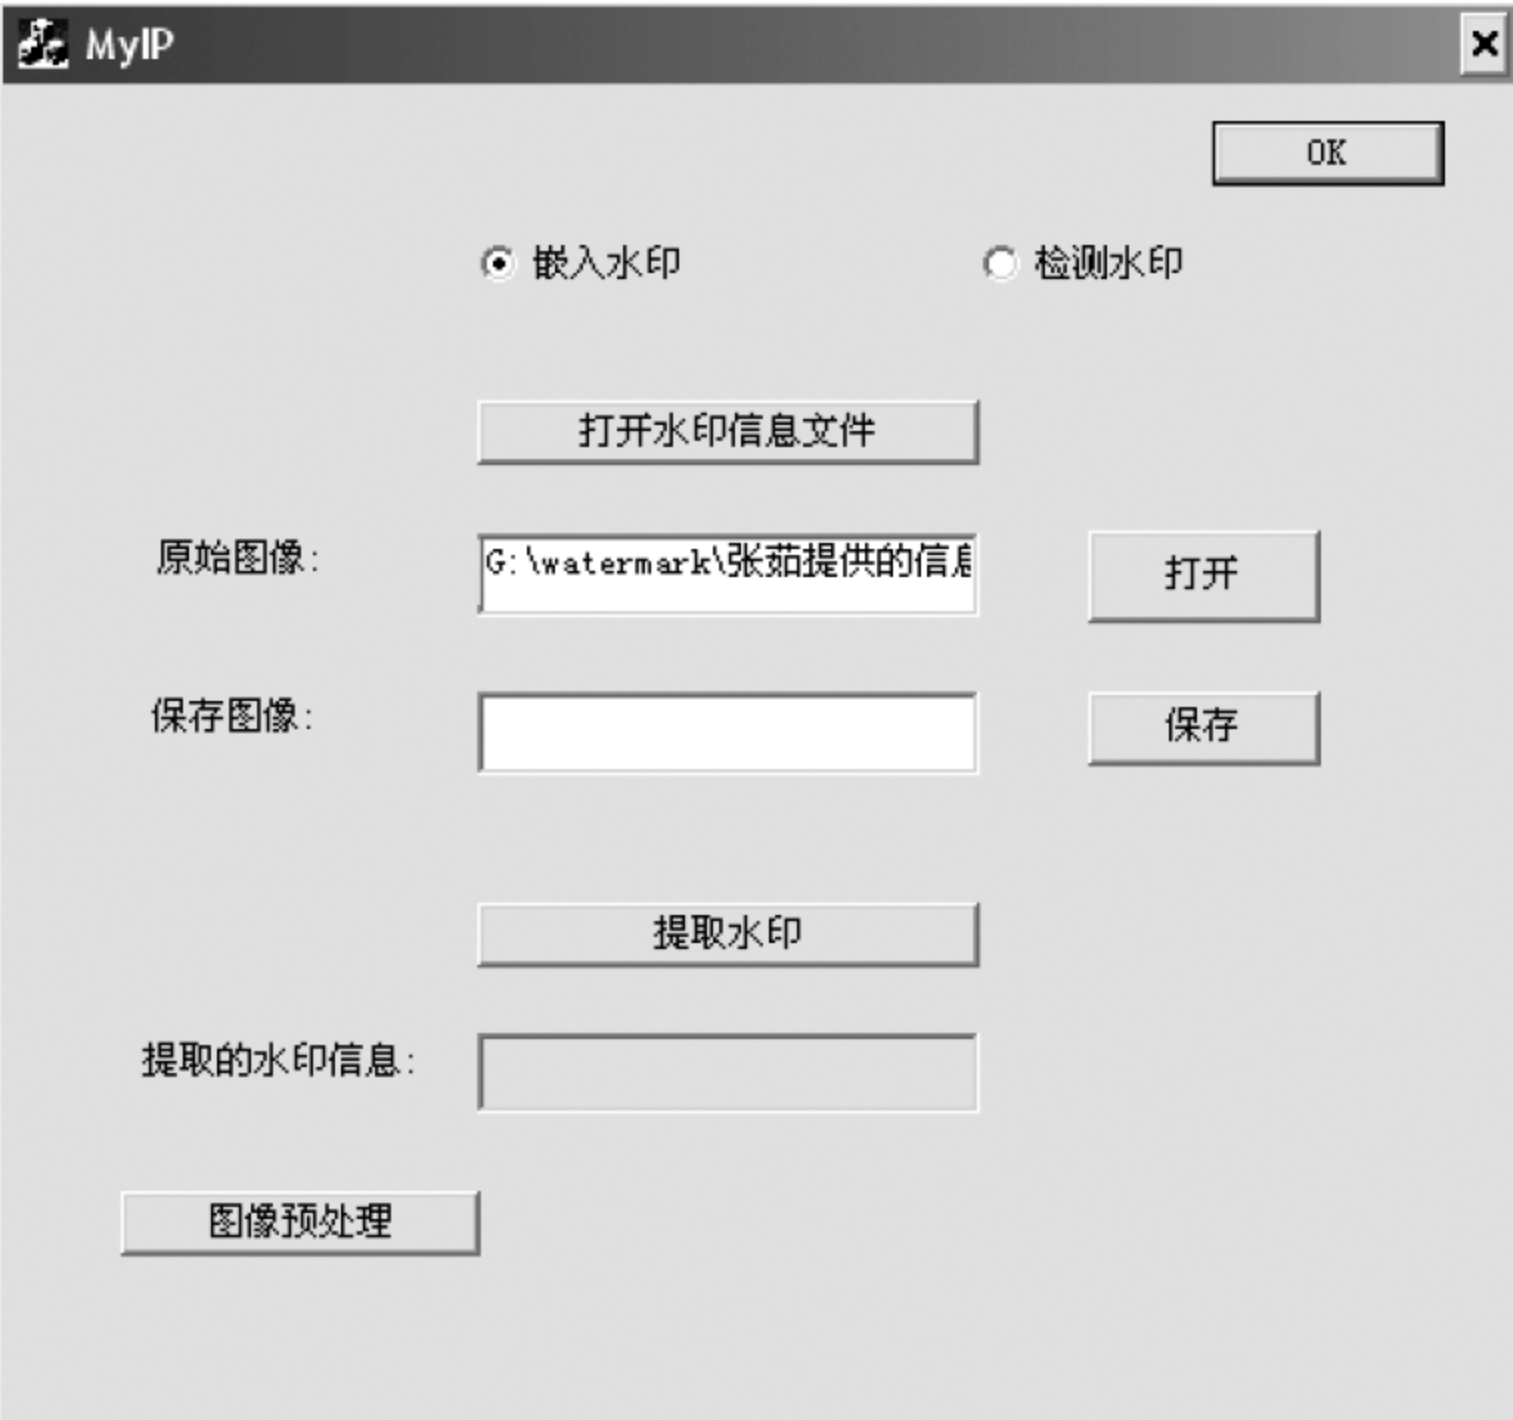 MyIP
OK
嵌入水印 检测水印
打开水印信息文件
原始图像: G:\watermark\张茹提供的信息 打开
保存图像: 保存
提取水印
提取的水印信息:
图像预处理